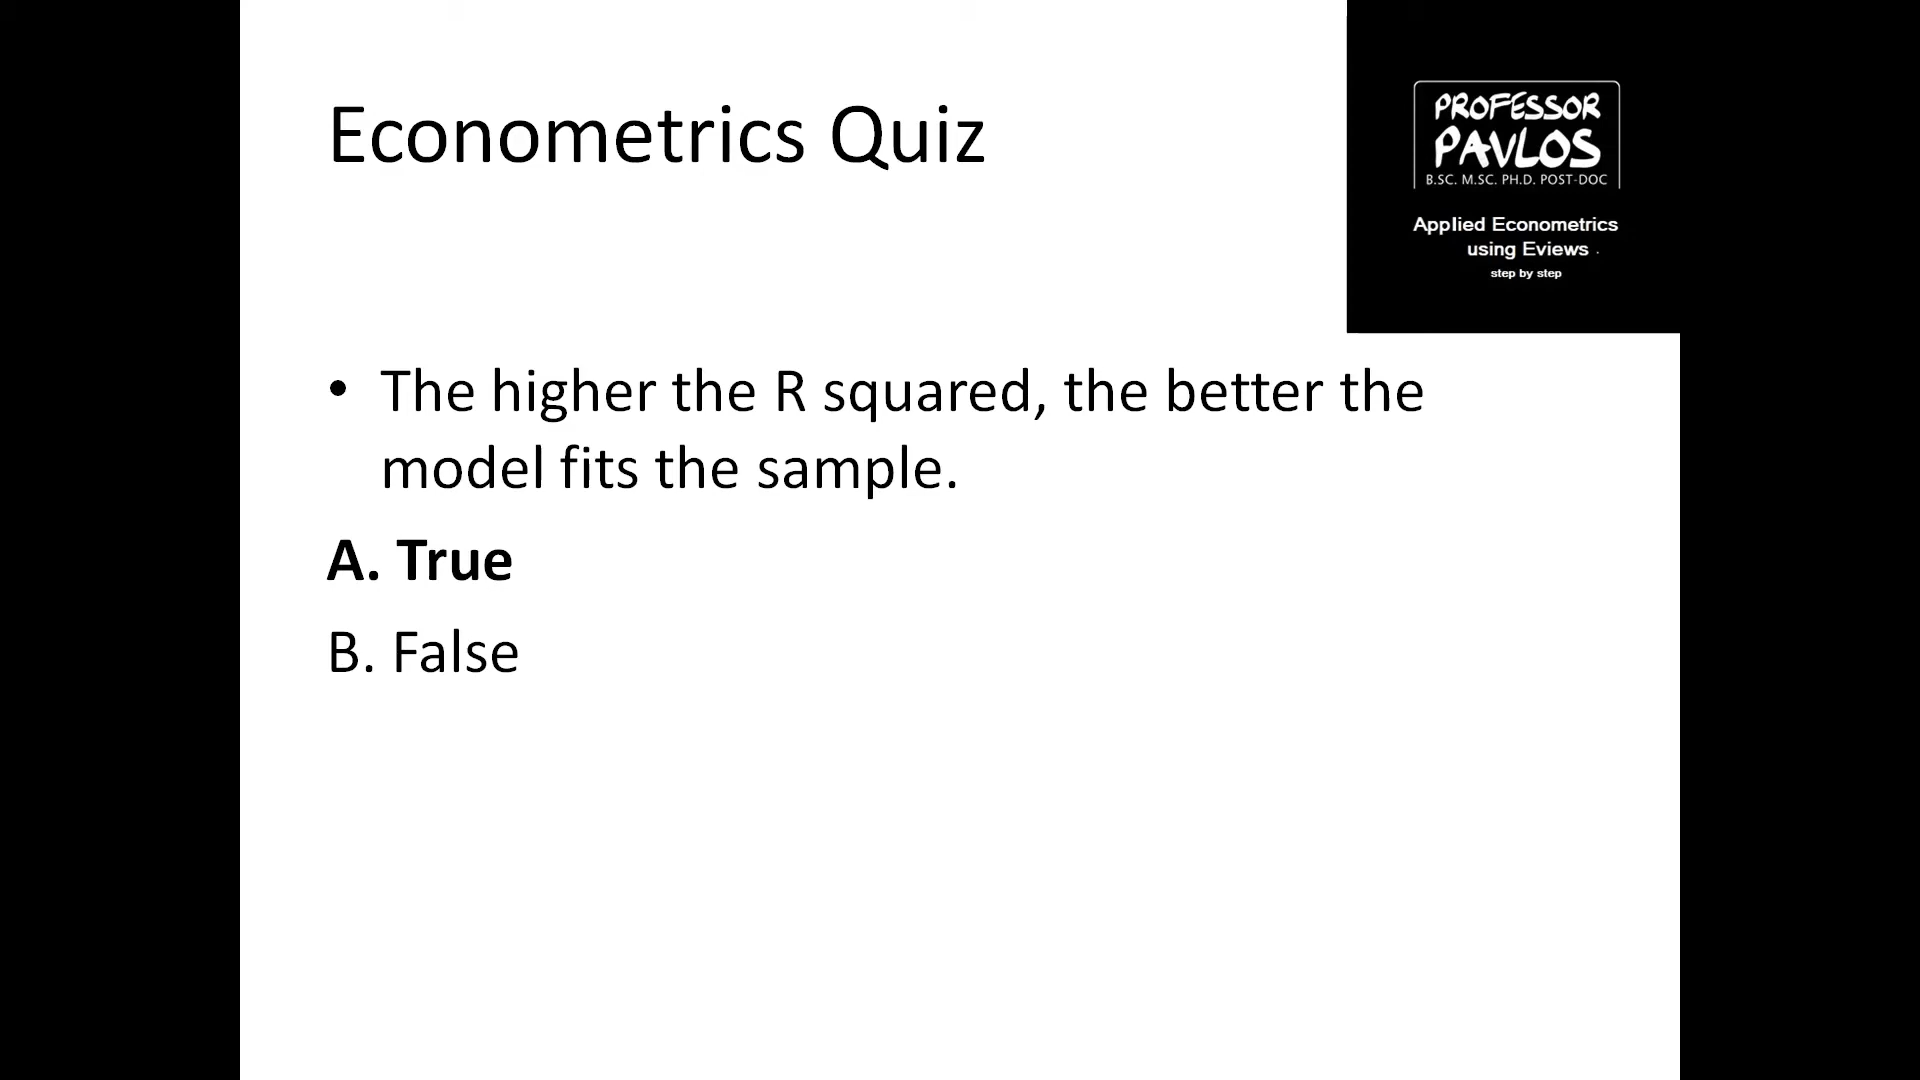 Econometrics Quiz
PROFESSOR
PAVLOS
B.SC. M.SC. PH.D. POST-DOC
Applied Econometrics
using Eviews .
step by step
• The higher the R squared, the better the
model fits the sample.
A. True
B. False